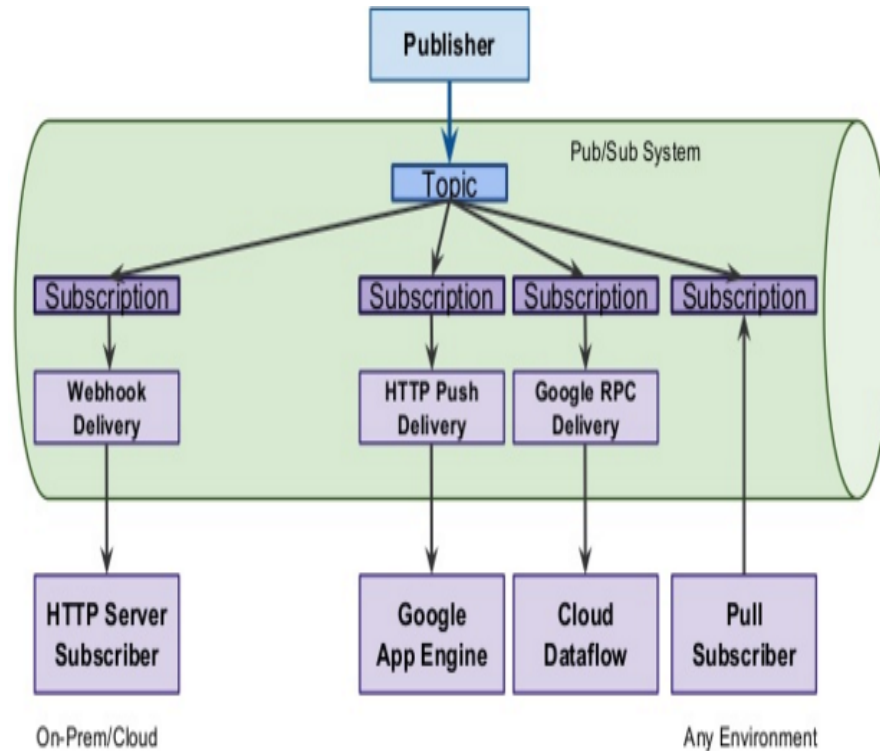 Publisher
Pub/Sub System
Topic
Subscription
Subscription
Subscription
Subscription
Webhook
Delivery
HTTP Push
Delivery
Google RPC
Delivery
HTTP Server
Subscriber
Google
App Engine
Cloud
Dataflow
Pull
Subscriber
On-Prem/Cloud
Any Environment